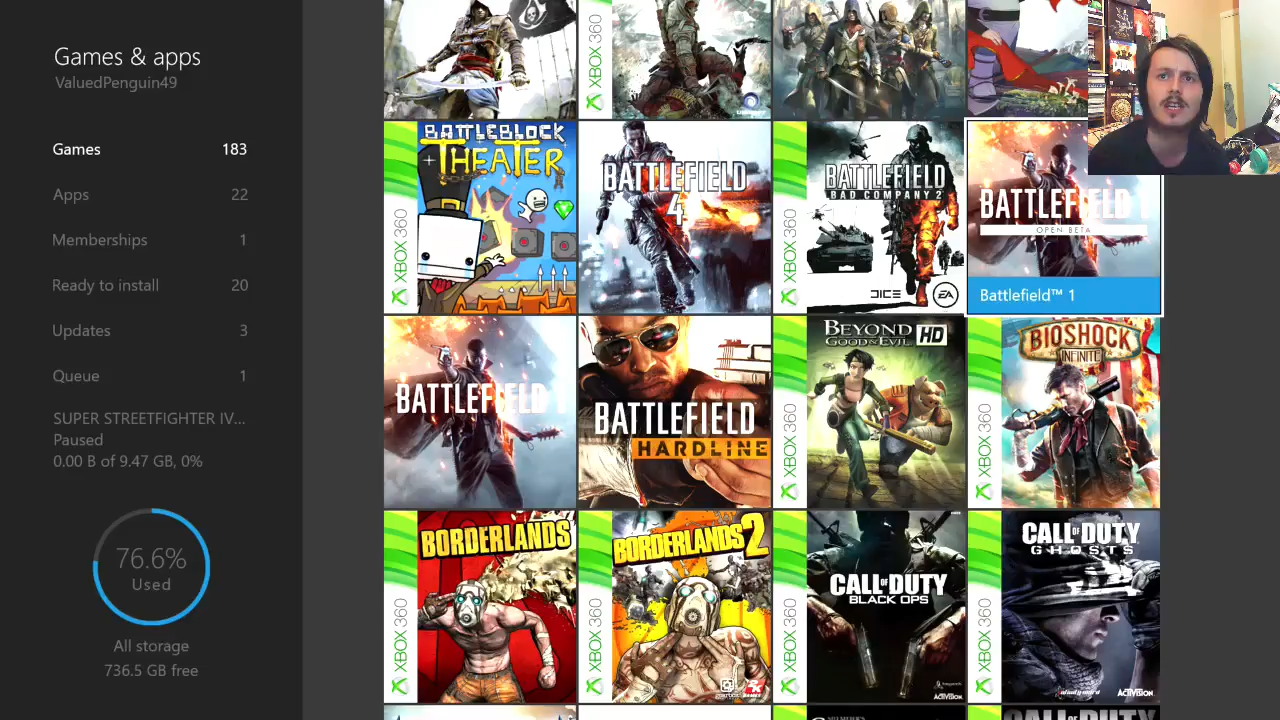 Games & apps
ValuedPenguin49
Games 183
Apps 22
Memberships 1
Ready to install 20
Updates 3
Queue 1
SUPER STREETFIGHTER IV...
Paused
0.00 B of 9.47 GB, 0%
76.6%
Used
All storage
736.5 GB free
XBOX 360
UBISOFT
XBOX 360
BATTLEBLOCK
THEATER
BATTLEFIELD
4
XBOX 360
BATTLEFIELD
BAD COMPANY 2
DICE
EA
BATTLEFIELD
OPEN BETA
Battlefield™ 1
BATTLEFIELD
BATTLEFIELD
HARDLINE
XBOX 360
BEYOND
GOOD & EVIL HD
XBOX 360
BIOSHOCK
INFINITE
XBOX 360
BORDERLANDS
XBOX 360
BORDERLANDS 2
gearbox
2K
GAMES
XBOX 360
CALL OF DUTY
BLACK OPS
ACTIVISION
XBOX 360
CALL OF DUTY
GHOSTS
ACTIVISION